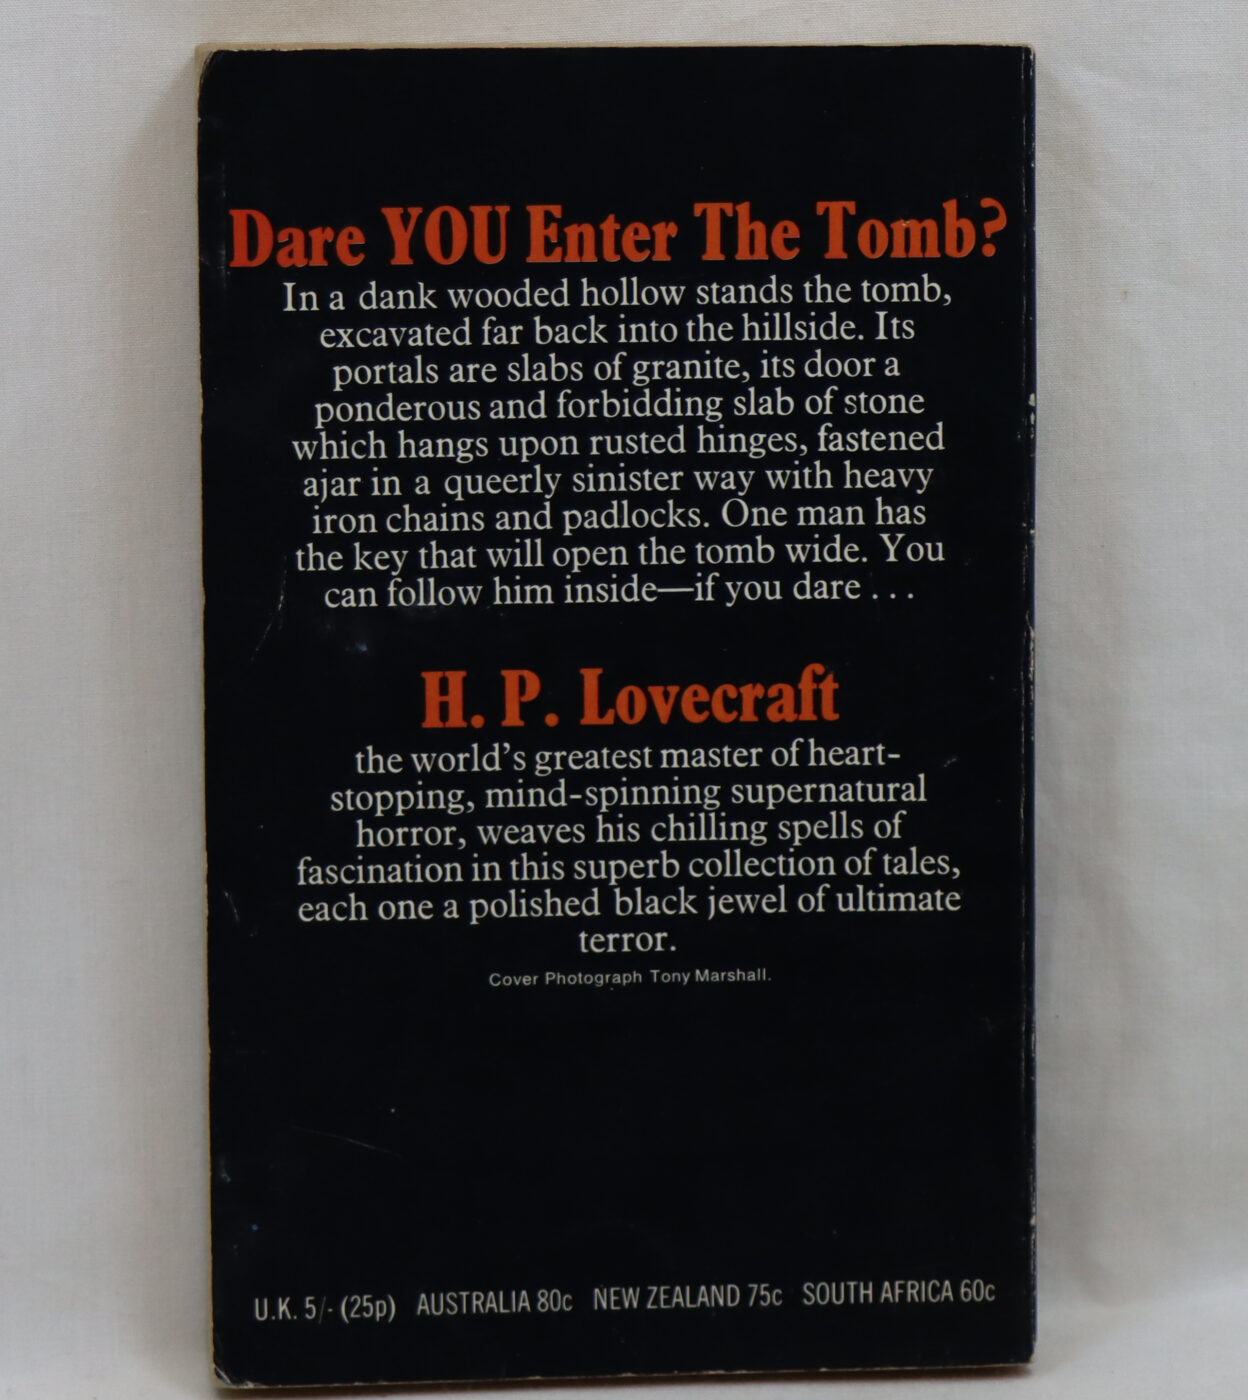 Dare YOU Enter The Tomb?
In a dank wooded hollow stands the tomb,
excavated far back into the hillside. Its
portals are slabs of granite, its door a
ponderous and forbidding slab of stone
which hangs upon rusted hinges, fastened
ajar in a queerly sinister way with heavy
iron chains and padlocks. One man has
the key that will open the tomb wide. You
can follow him inside—if you dare . . .
H. P. Lovecraft
the world's greatest master of heart-
stopping, mind-spinning supernatural
horror, weaves his chilling spells of
fascination in this superb collection of tales,
each one a polished black jewel of ultimate
terror.
Cover Photograph Tony Marshall.
U.K. 5/- (25p) AUSTRALIA 80c NEW ZEALAND 75c SOUTH AFRICA 60c